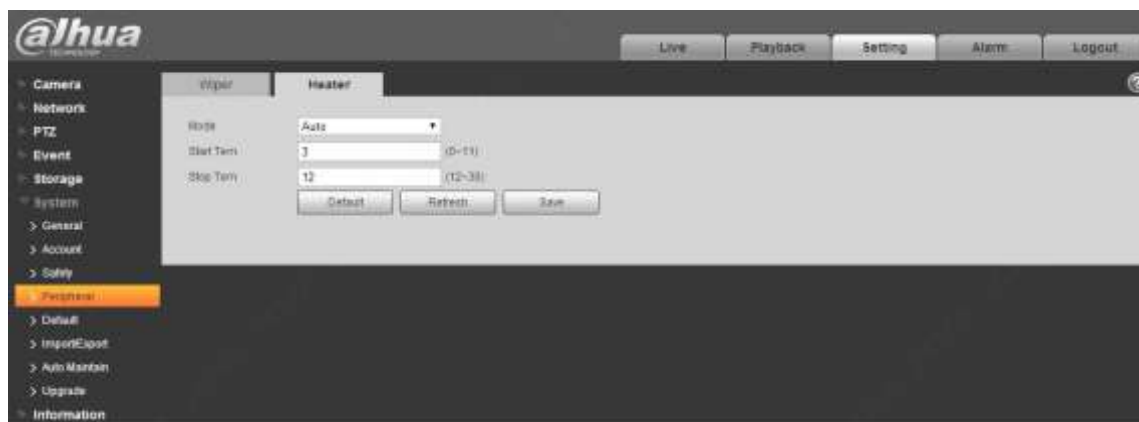 alhua
TECHNOLOGY
Live Playback Setting Alarm Logout
Camera
Network
PTZ
Event
Storage
System
> General
> Account
> Safety
> Peripheral
> Default
> Import/Export
> Auto Maintain
> Upgrade
Information
Wiper Heater
Mode Auto
Start Tem 3 (0~11)
Stop Tem 12 (12~30)
Default Refresh Save